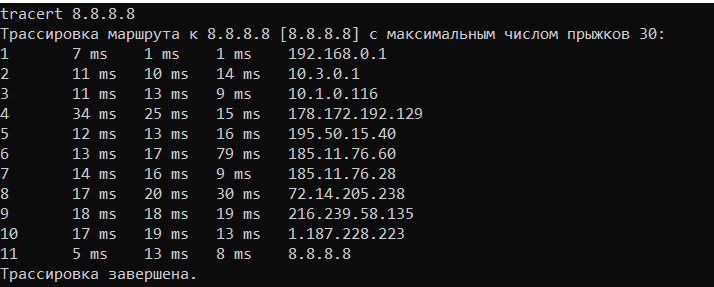 tracert 8.8.8.8
Трассировка маршрута к 8.8.8.8 [8.8.8.8] с максимальным числом прыжков 30:
1 7 ms 1 ms 1 ms 192.168.0.1
2 11 ms 10 ms 14 ms 10.3.0.1
3 11 ms 13 ms 9 ms 10.1.0.116
4 34 ms 25 ms 15 ms 178.172.192.129
5 12 ms 13 ms 16 ms 195.50.15.40
6 13 ms 17 ms 79 ms 185.11.76.60
7 14 ms 16 ms 9 ms 185.11.76.28
8 17 ms 20 ms 30 ms 72.14.205.238
9 18 ms 18 ms 19 ms 216.239.58.135
10 17 ms 19 ms 13 ms 1.187.228.223
11 5 ms 13 ms 8 ms 8.8.8.8
Трассировка завершена.